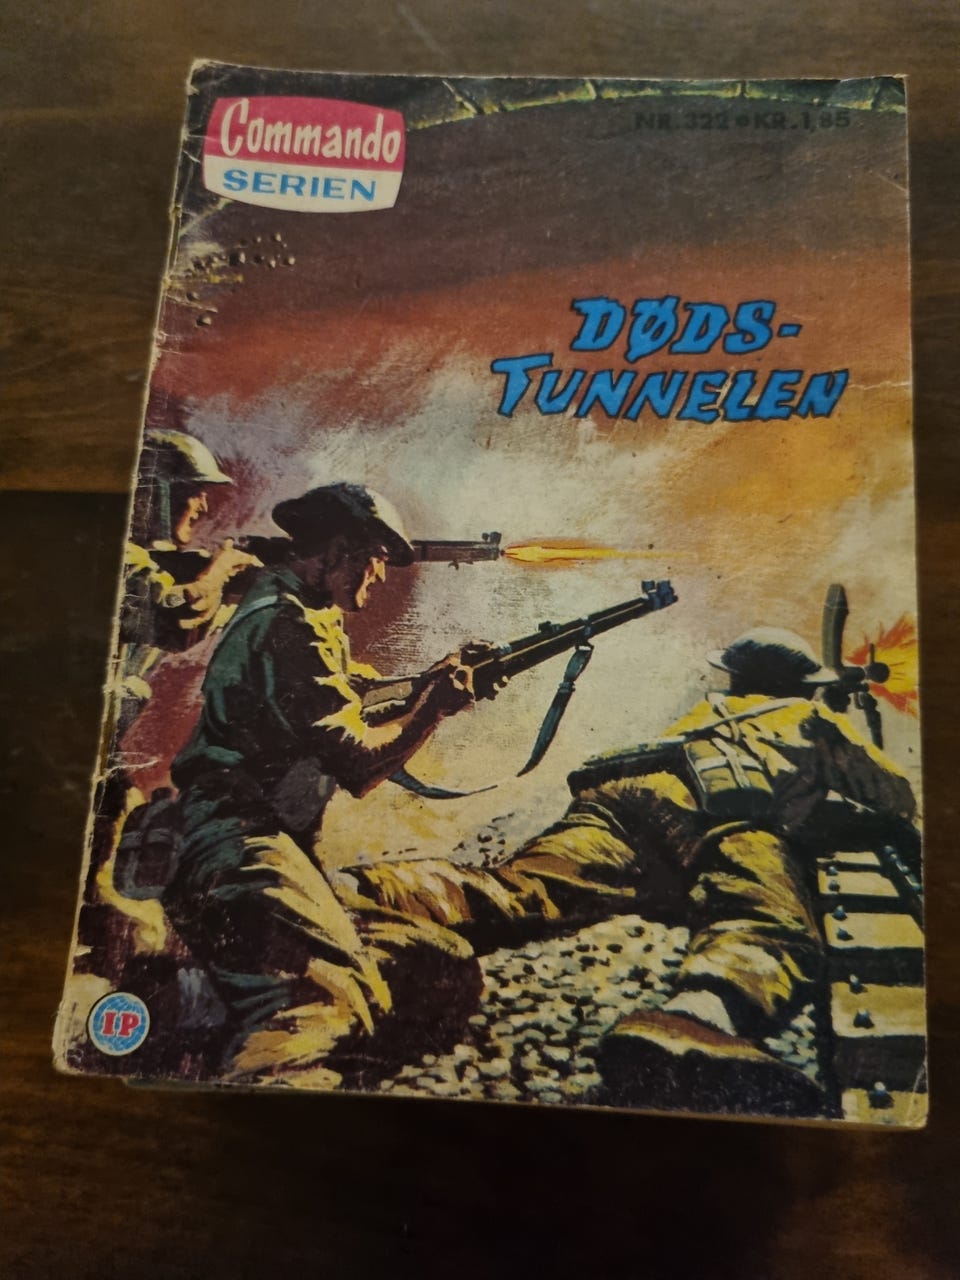 Commando
SERIEN
NR. 322 • KR. 1,85
DØDS-
TUNNELEN
IP